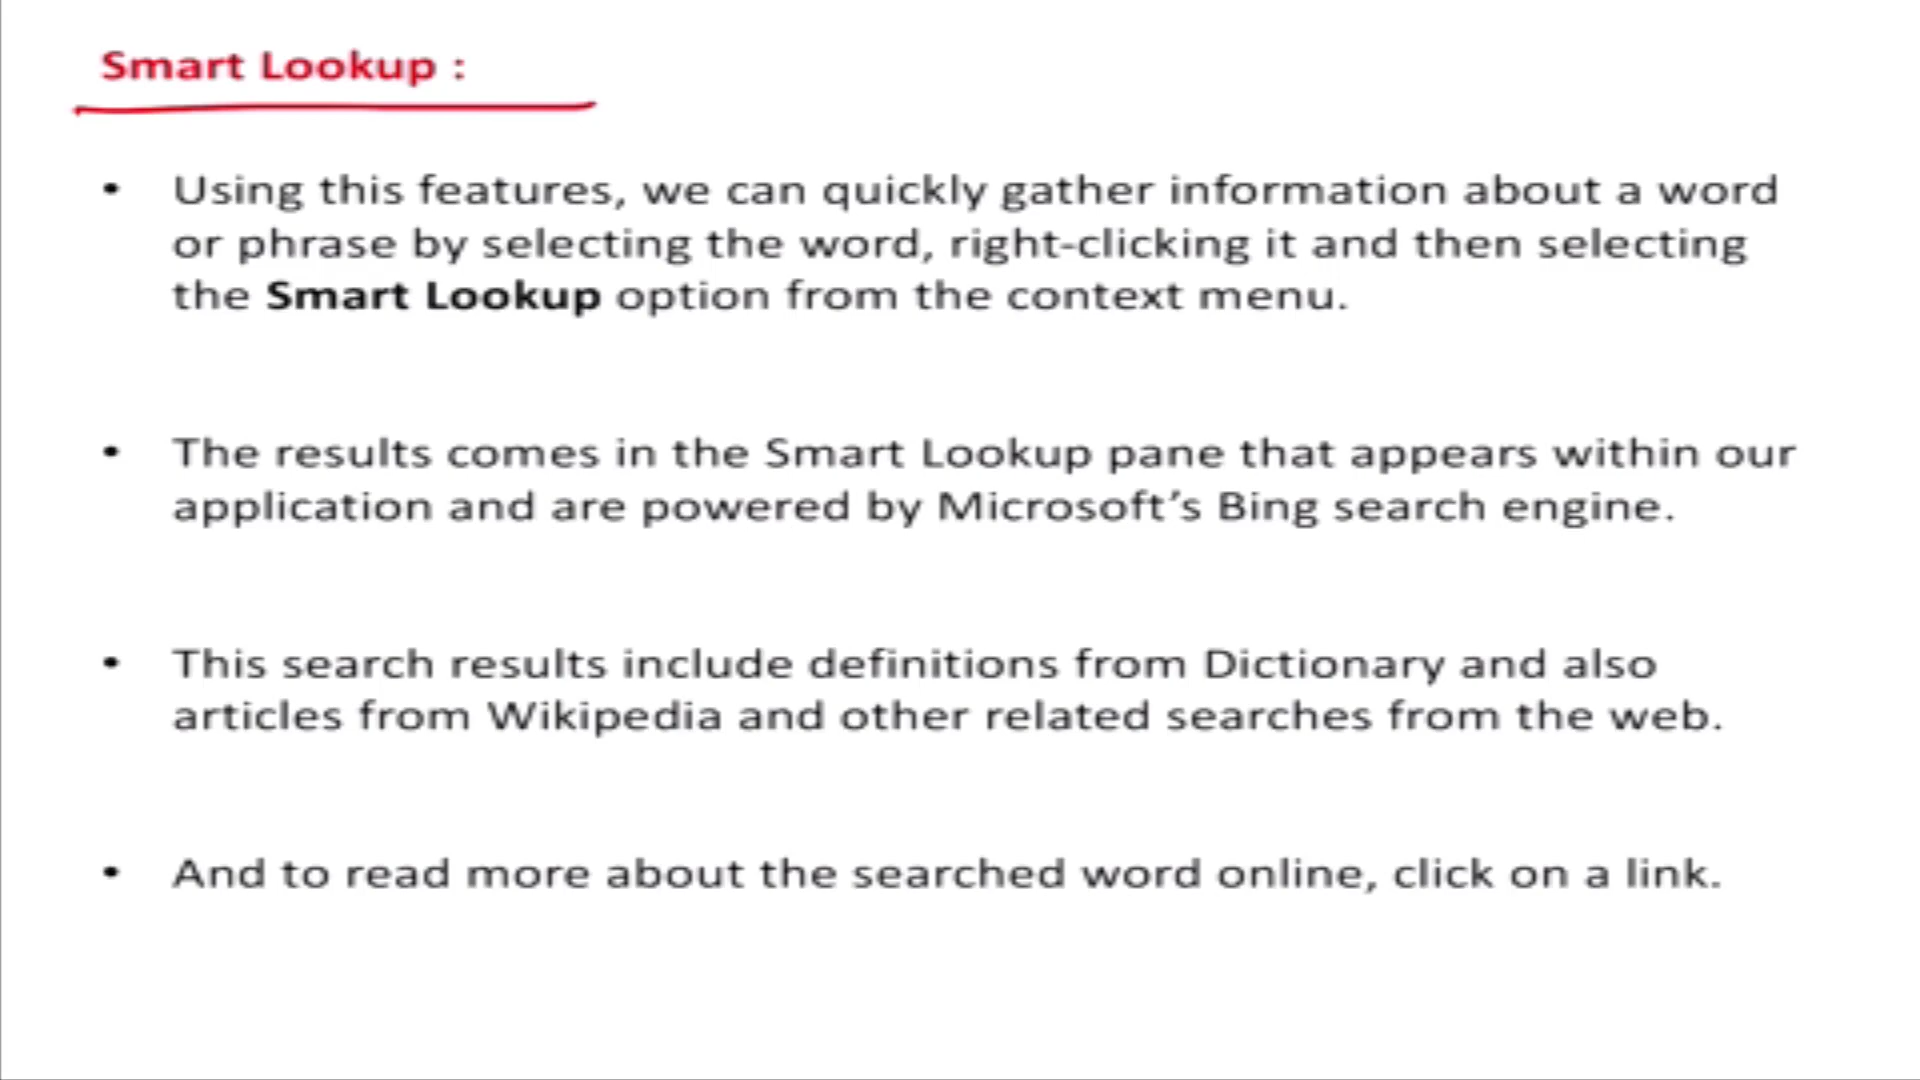 Smart Lookup :
• Using this features, we can quickly gather information about a word
or phrase by selecting the word, right-clicking it and then selecting
the Smart Lookup option from the context menu.
• The results comes in the Smart Lookup pane that appears within our
application and are powered by Microsoft’s Bing search engine.
• This search results include definitions from Dictionary and also
articles from Wikipedia and other related searches from the web.
• And to read more about the searched word online, click on a link.